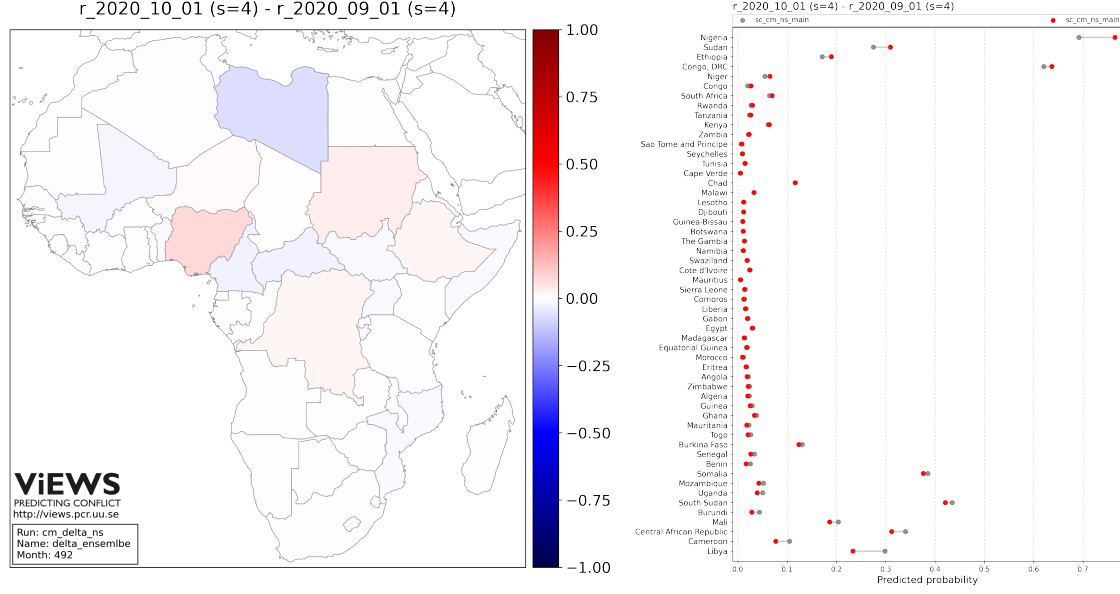 r_2020_10_01 (s=4) - r_2020_09_01 (s=4)
1.00
0.75
0.50
0.25
0.00
−0.25
−0.50
−0.75
−1.00
ViEWS
PREDICTING CONFLICT
http://views.pcr.uu.se
Run: cm_delta_ns
Name: delta_ensemlbe
Month: 492
r_2020_10_01 (s=4) - r_2020_09_01 (s=4)
sc_cm_ns_main sc_cm_ns_main
Nigeria
Sudan
Ethiopia
Congo, DRC
Niger
Congo
South Africa
Rwanda
Tanzania
Kenya
Zambia
Sao Tome and Principe
Seychelles
Tunisia
Cape Verde
Chad
Malawi
Lesotho
Djibouti
Guinea-Bissau
Botswana
The Gambia
Namibia
Swaziland
Cote d'Ivoire
Mauritius
Sierra Leone
Comoros
Liberia
Gabon
Egypt
Madagascar
Equatorial Guinea
Morocco
Eritrea
Angola
Zimbabwe
Algeria
Guinea
Ghana
Mauritania
Togo
Burkina Faso
Senegal
Benin
Somalia
Mozambique
Uganda
South Sudan
Burundi
Mali
Central African Republic
Cameroon
Libya
0.0 0.1 0.2 0.3 0.4 0.5 0.6 0.7
Predicted probability